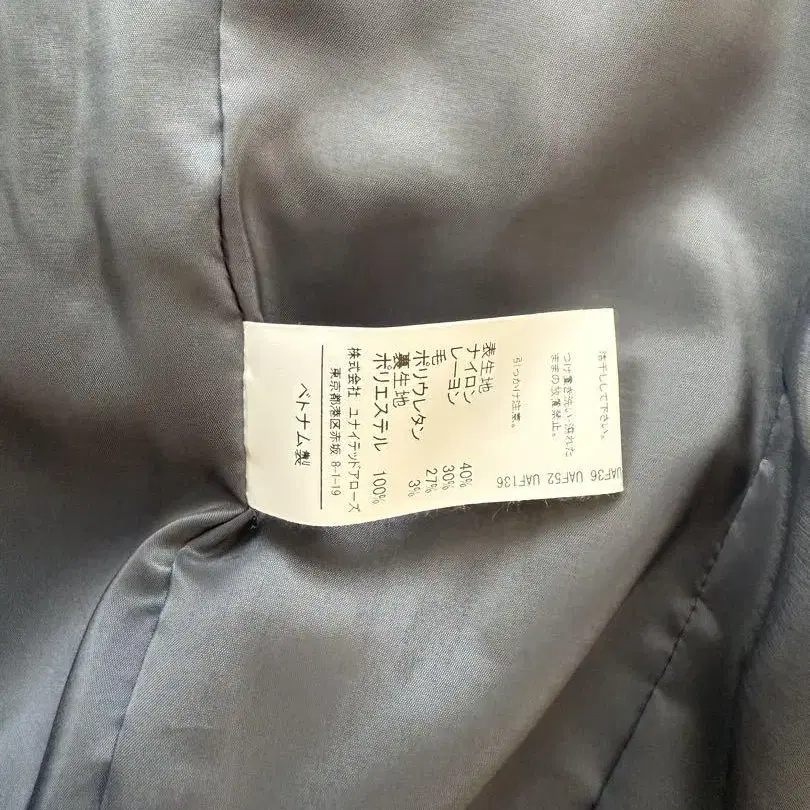 陰干しして下さい。
つけ置き洗い・濡れた
ままの放置禁止。
引っかけ注意。
UAF36 UAF52 UAF136
表生地
ナイロン 40%
レーヨン 30%
毛 27%
ポリウレタン 3%
裏生地
ポリエステル 100%
株式会社 ユナイテッドアローズ
東京都港区赤坂 8-1-19
ベトナム製